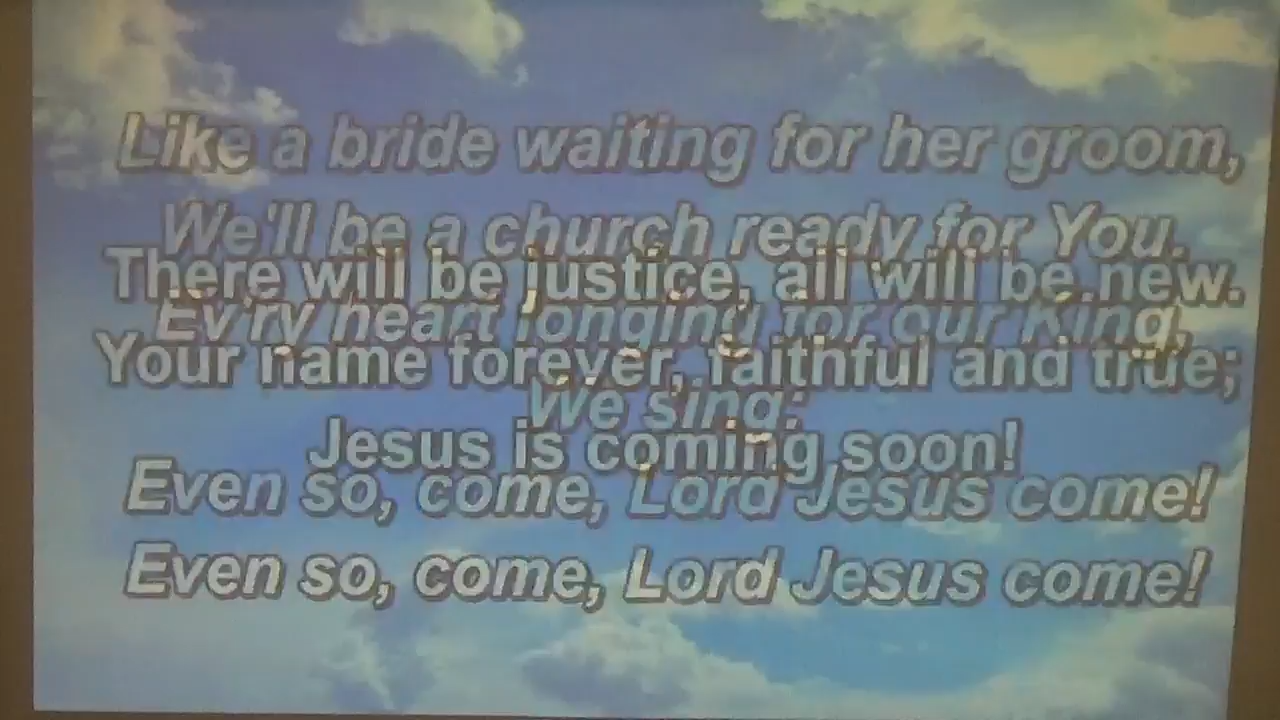 Like a bride waiting for her groom,
We'll be a church ready for You.
There will be justice, all will be new.
Ev'ry heart longing for our King,
Your name forever, faithful and true;
We sing:
Jesus is coming soon!
Even so, come, Lord Jesus come!
Even so, come, Lord Jesus come!